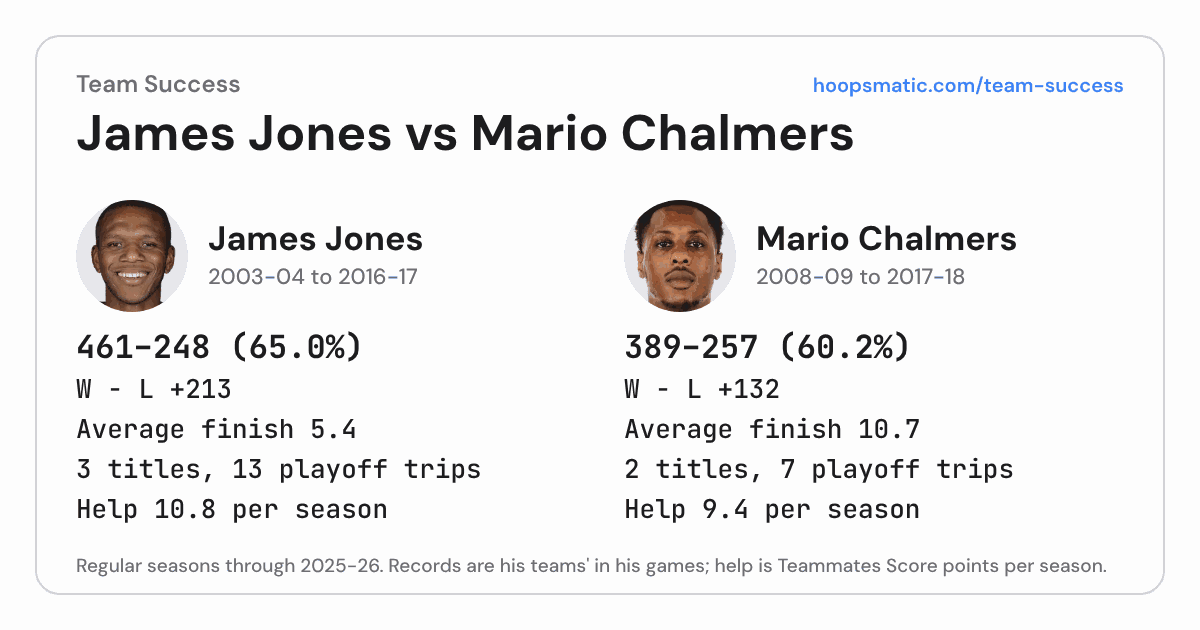 Team Success
hoopsmatic.com/team-success
James Jones vs Mario Chalmers
James Jones
2003-04 to 2016-17
461-248 (65.0%)
W - L +213
Average finish 5.4
3 titles, 13 playoff trips
Help 10.8 per season
Mario Chalmers
2008-09 to 2017-18
389-257 (60.2%)
W - L +132
Average finish 10.7
2 titles, 7 playoff trips
Help 9.4 per season
Regular seasons through 2025-26. Records are his teams' in his games; help is Teammates Score points per season.